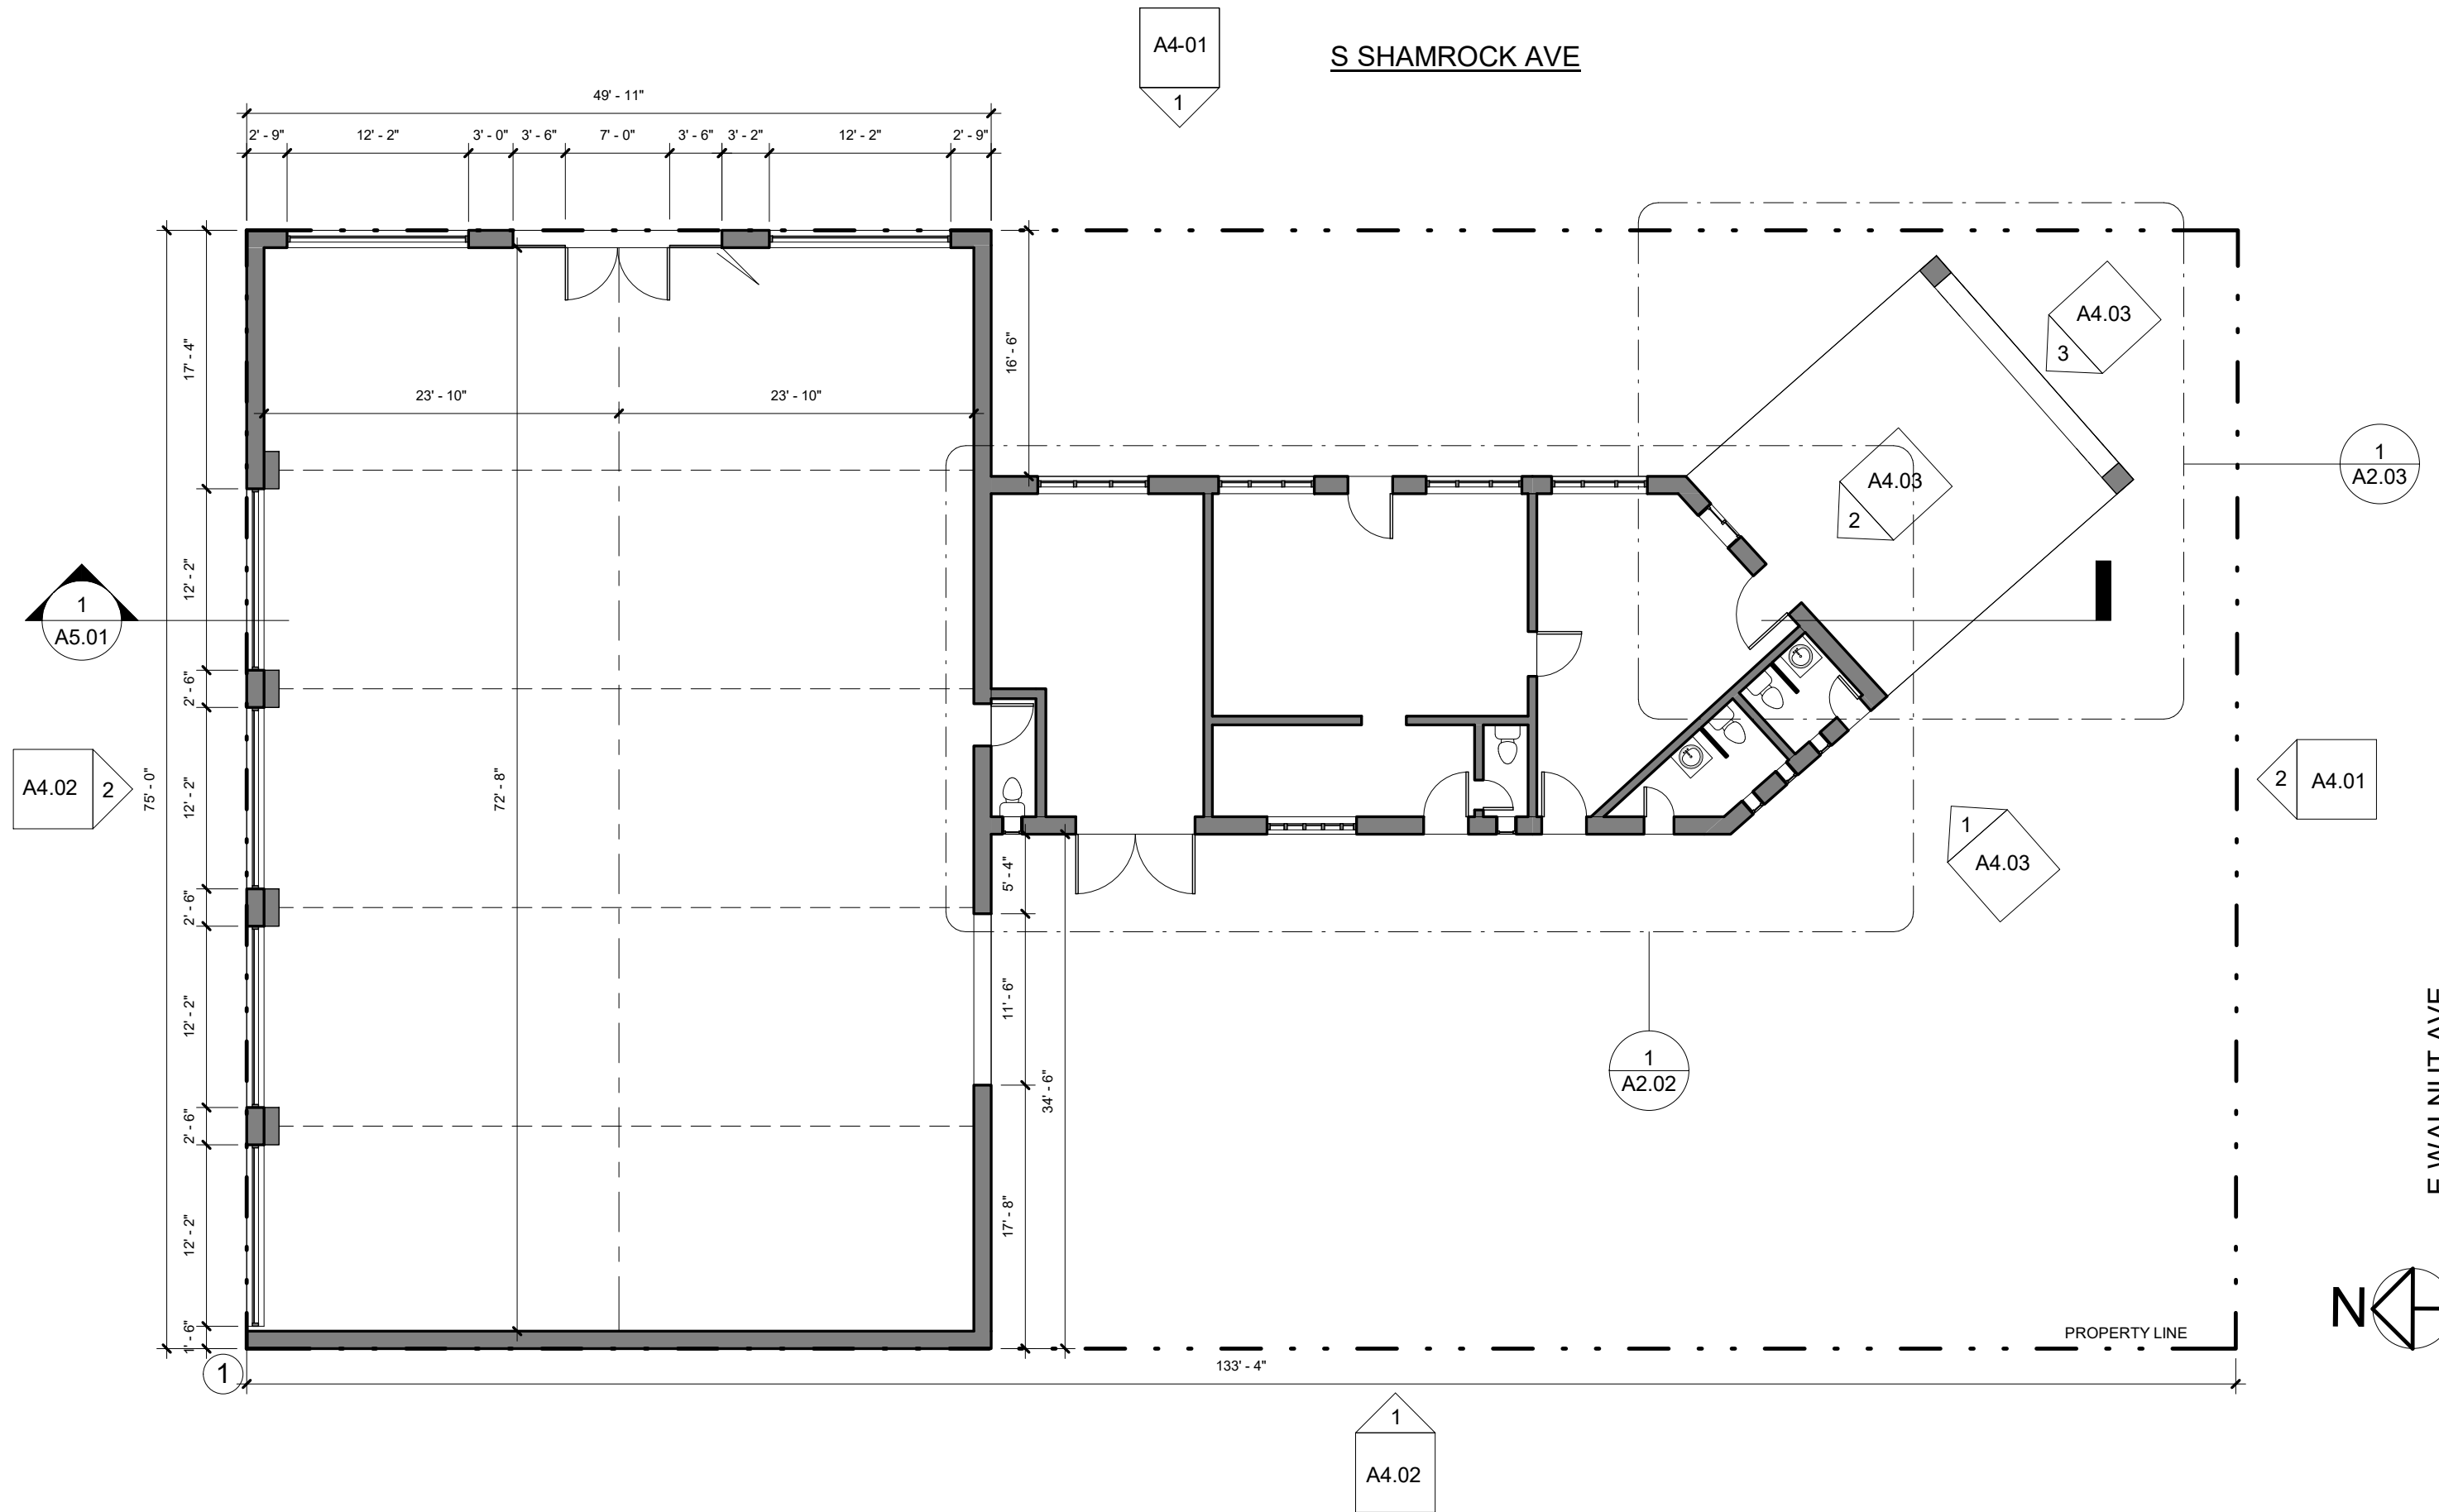 A4-01
1
S SHAMROCK AVE
49' - 11"
2' - 9"
12' - 2"
3' - 0"
3' - 6"
7' - 0"
3' - 6"
3' - 2"
12' - 2"
2' - 9"
17' - 4"
16' - 6"
23' - 10"
23' - 10"
A4.03
3
A4.03
2
1
A2.03
12' - 2"
1
A5.01
2' - 6"
A4.02
2
75' - 0"
12' - 2"
72' - 8"
2
A4.01
5' - 4"
1
A4.03
2' - 6"
12' - 2"
11' - 6"
34' - 6"
1
A2.02
E WALNUT AVE
2' - 6"
12' - 2"
17' - 8"
1' - 6"
N
PROPERTY LINE
1
133' - 4"
1
A4.02